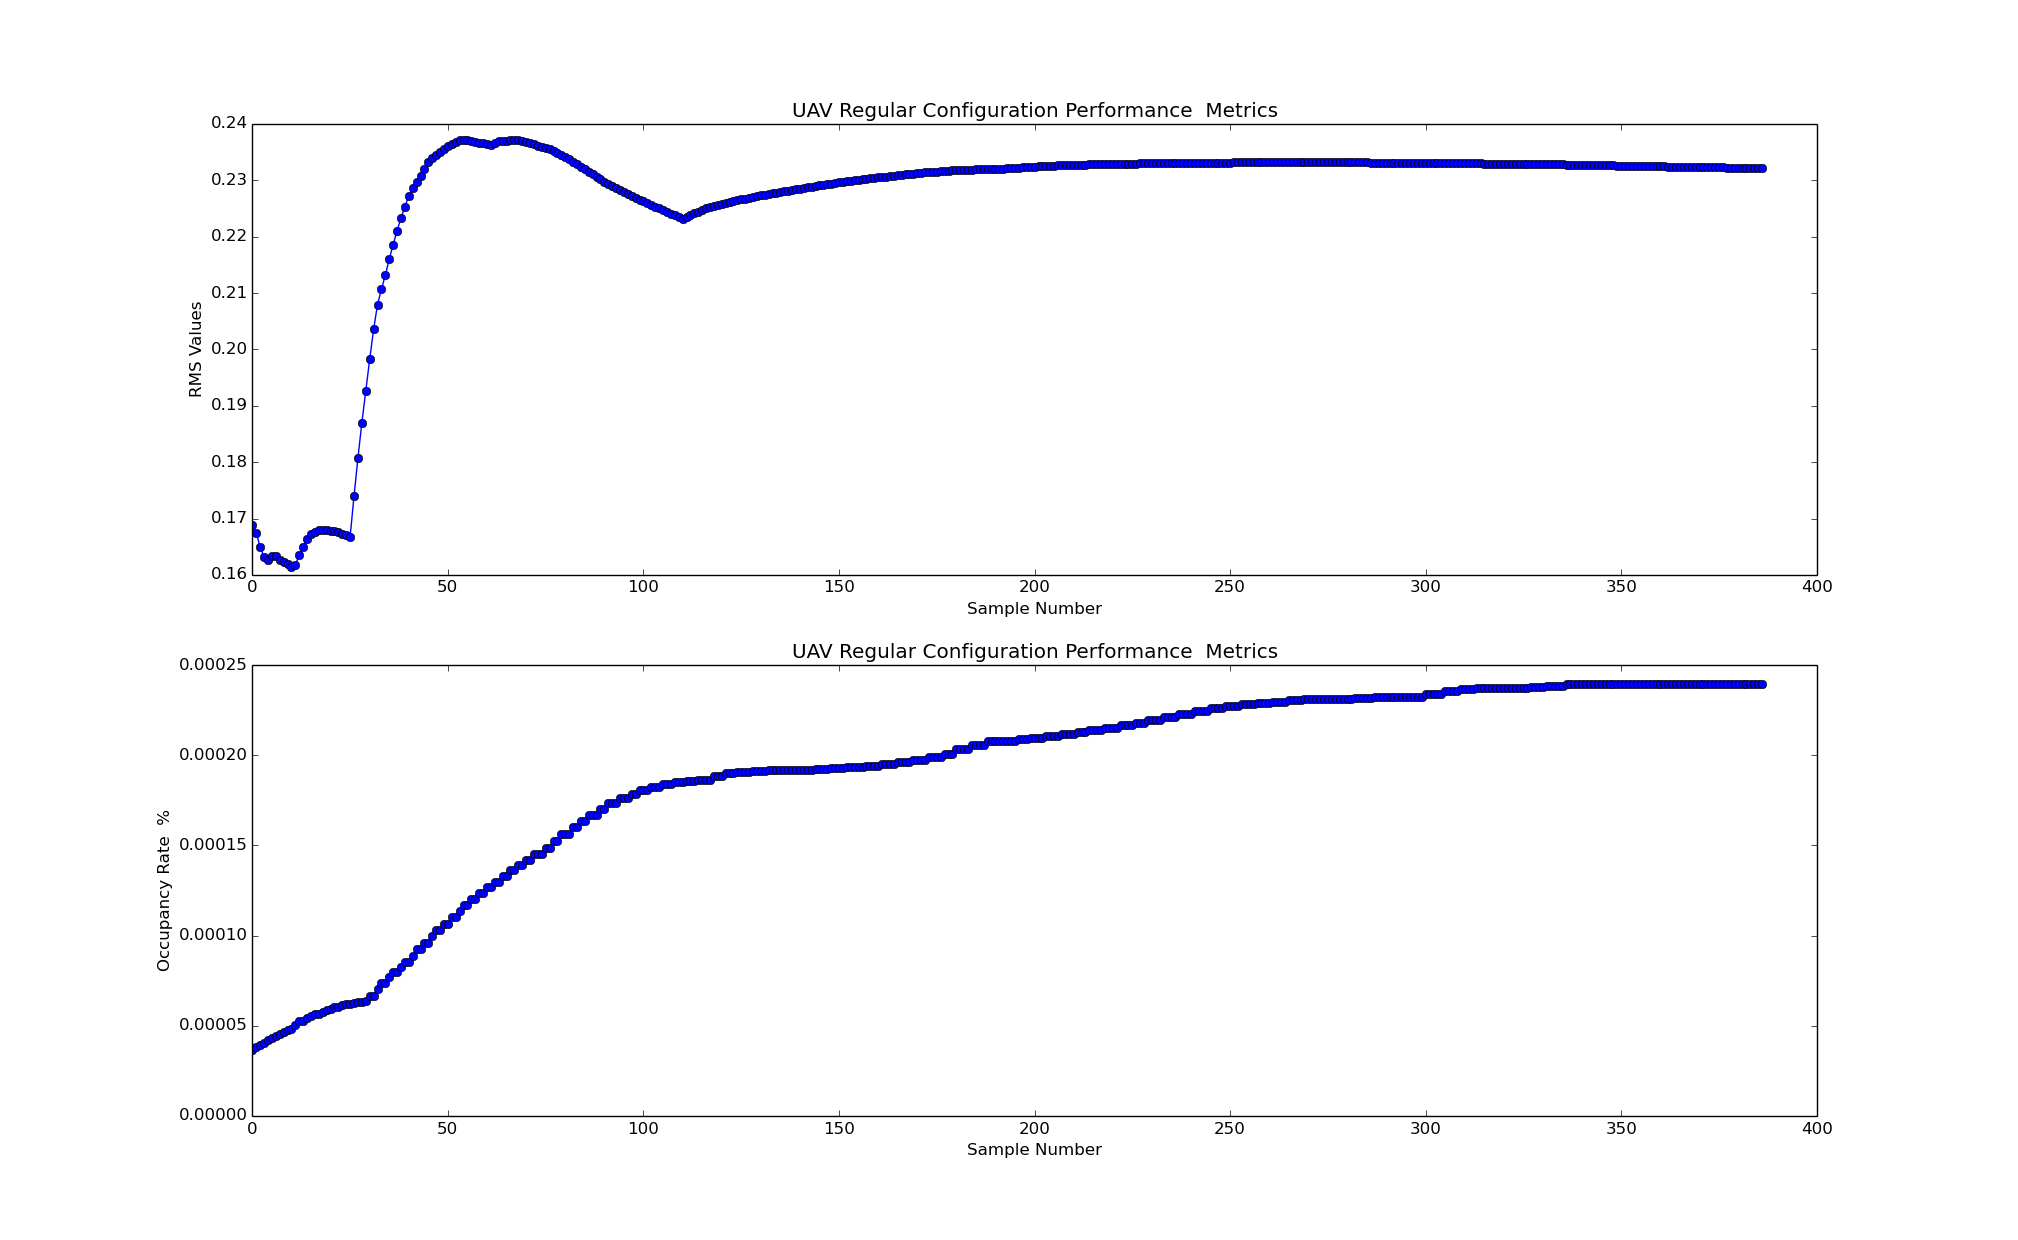 UAV Regular Configuration Performance  Metrics
0.24
0.23
0.22
0.21
0.20
0.19
0.18
0.17
0.16
RMS Values
0 50 100 150 200 250 300 350 400
Sample Number
UAV Regular Configuration Performance  Metrics
0.00025
0.00020
0.00015
0.00010
0.00005
0.00000
Occupancy Rate  %
0 50 100 150 200 250 300 350 400
Sample Number